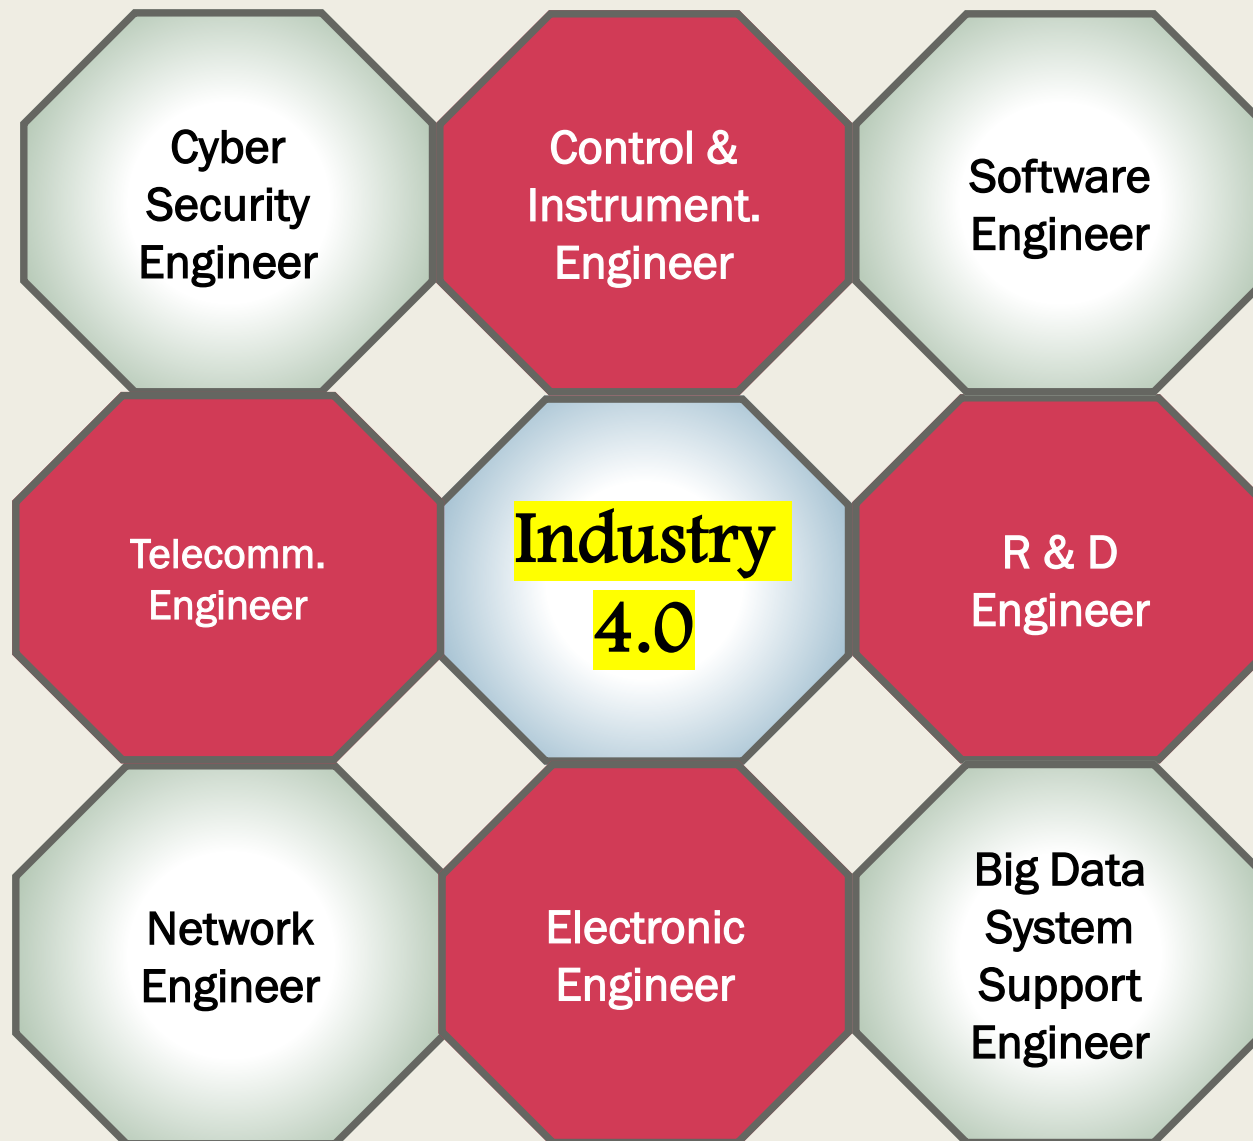 Cyber
Security
Engineer
Control &
Instrument.
Engineer
Software
Engineer
Telecomm.
Engineer
Industry
4.0
R & D
Engineer
Network
Engineer
Electronic
Engineer
Big Data
System
Support
Engineer